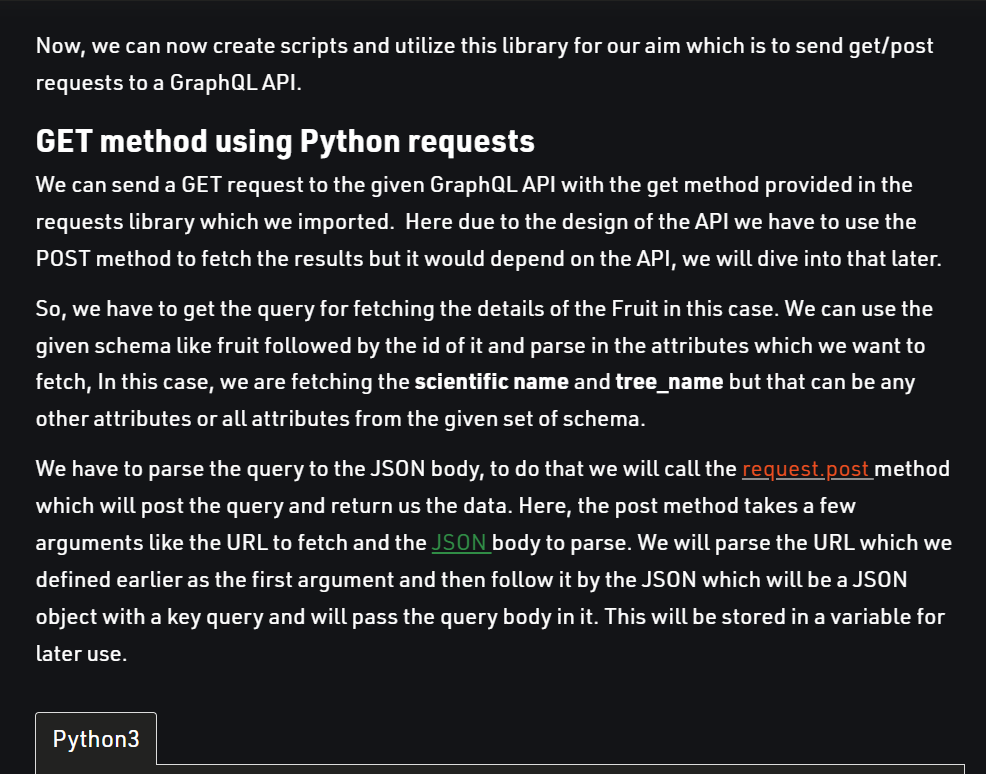 Now, we can now create scripts and utilize this library for our aim which is to send get/post
requests to a GraphQL API.
GET method using Python requests
We can send a GET request to the given GraphQL API with the get method provided in the
requests library which we imported.  Here due to the design of the API we have to use the
POST method to fetch the results but it would depend on the API, we will dive into that later.
So, we have to get the query for fetching the details of the Fruit in this case. We can use the
given schema like fruit followed by the id of it and parse in the attributes which we want to
fetch, In this case, we are fetching the scientific name and tree_name but that can be any
other attributes or all attributes from the given set of schema.
We have to parse the query to the JSON body, to do that we will call the request.post method
which will post the query and return us the data. Here, the post method takes a few
arguments like the URL to fetch and the JSON body to parse. We will parse the URL which we
defined earlier as the first argument and then follow it by the JSON which will be a JSON
object with a key query and will pass the query body in it. This will be stored in a variable for
later use.
Python3